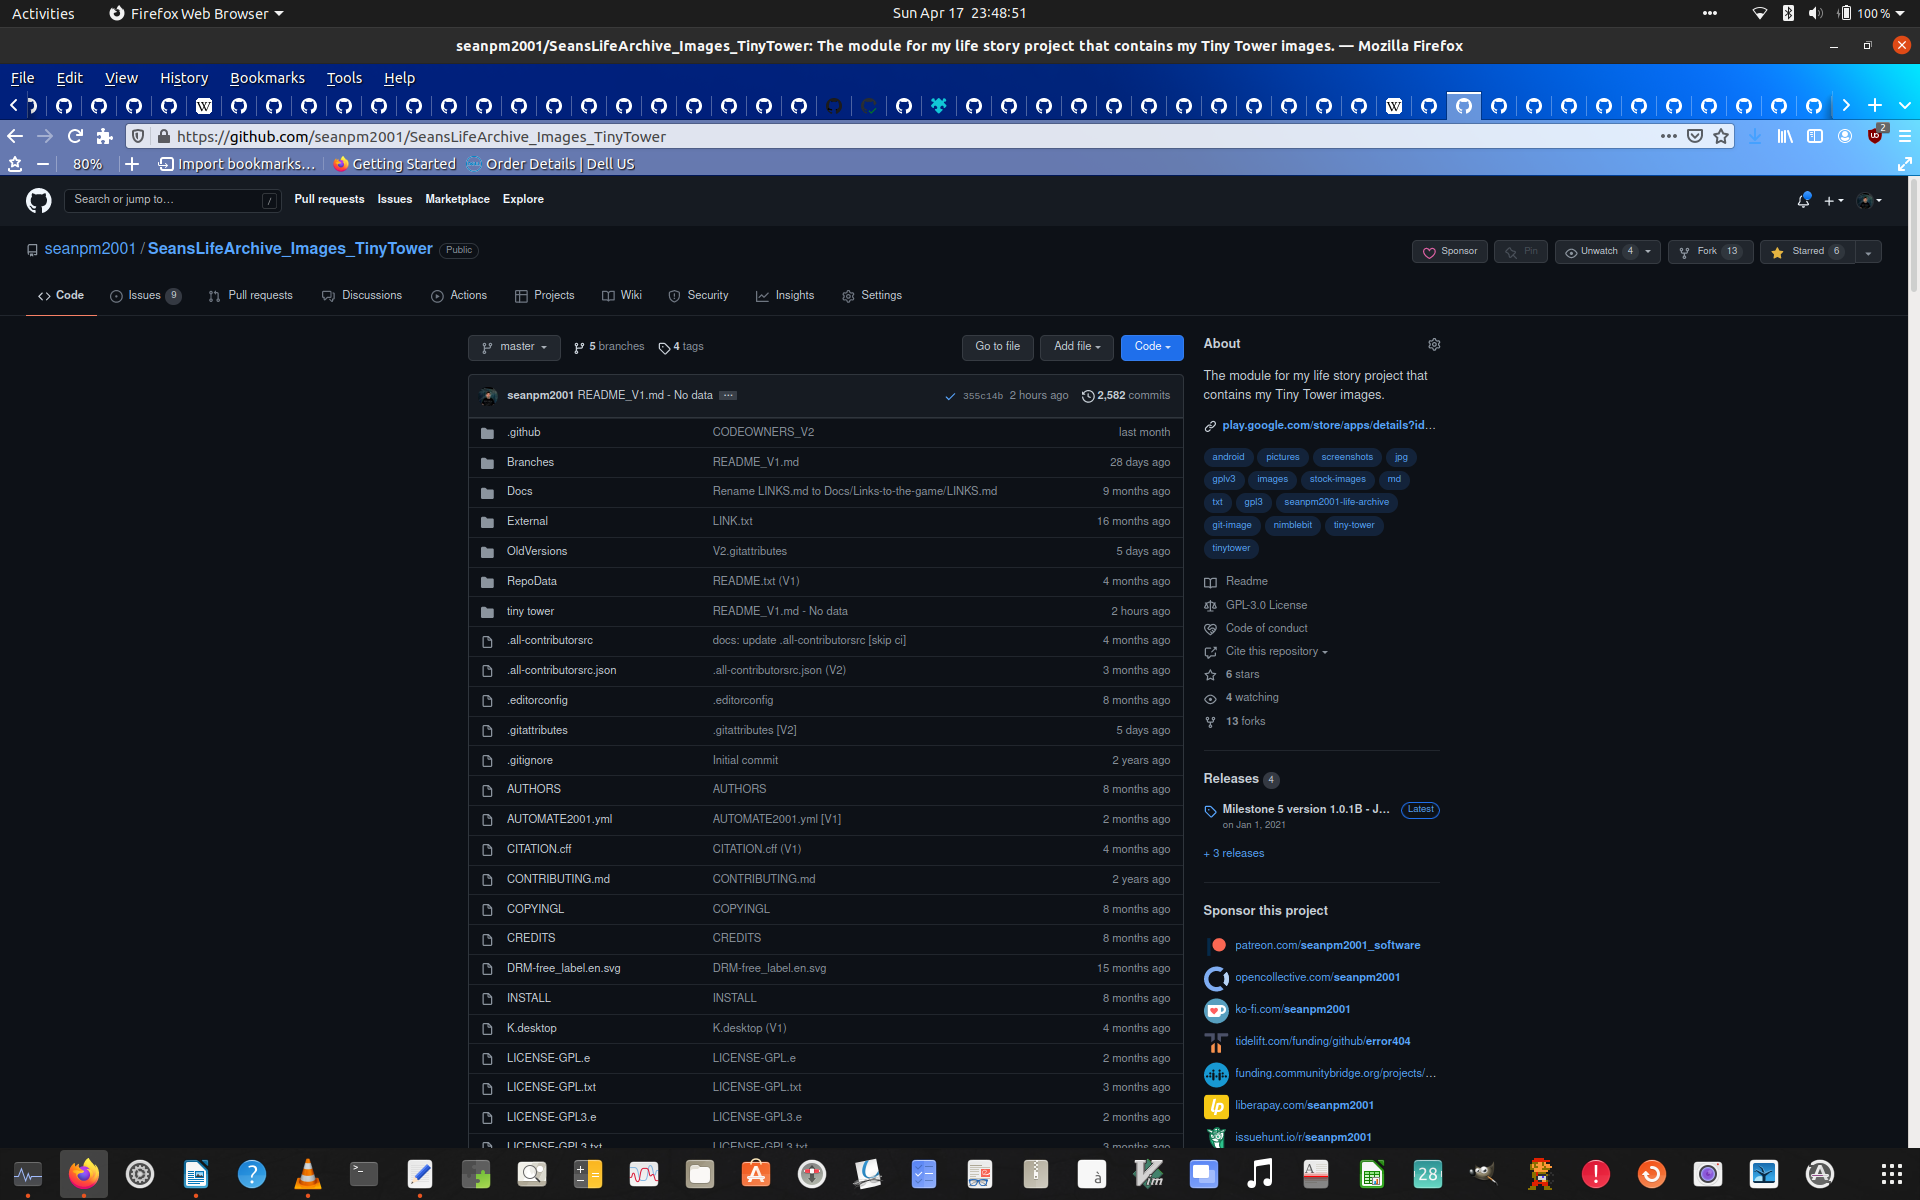 Activities
Firefox Web Browser
Sun Apr 17 23:48:51
100 %
seanpm2001/SeansLifeArchive_Images_TinyTower: The module for my life story project that contains my Tiny Tower images. — Mozilla Firefox
File Edit View History Bookmarks Tools Help
https://github.com/seanpm2001/SeansLifeArchive_Images_TinyTower
2
80%
Import bookmarks...
Getting Started
Order Details | Dell US
Search or jump to...
/
Pull requests Issues Marketplace Explore
seanpm2001 / SeansLifeArchive_Images_TinyTower
Public
Sponsor
Pin
Unwatch 4
Fork 13
Starred 6
Code
Issues 9
Pull requests
Discussions
Actions
Projects
Wiki
Security
Insights
Settings
master
5 branches
4 tags
Go to file
Add file
Code
seanpm2001 README_V1.md - No data
355c14b 2 hours ago
2,582 commits
.github CODEOWNERS_V2 last month
Branches README_V1.md 28 days ago
Docs Rename LINKS.md to Docs/Links-to-the-game/LINKS.md 9 months ago
External LINK.txt 16 months ago
OldVersions V2.gitattributes 5 days ago
RepoData README.txt (V1) 4 months ago
tiny tower README_V1.md - No data 2 hours ago
.all-contributorsrc docs: update .all-contributorsrc [skip ci] 4 months ago
.all-contributorsrc.json .all-contributorsrc.json (V2) 3 months ago
.editorconfig .editorconfig 8 months ago
.gitattributes .gitattributes [V2] 5 days ago
.gitignore Initial commit 2 years ago
AUTHORS AUTHORS 8 months ago
AUTOMATE2001.yml AUTOMATE2001.yml [V1] 2 months ago
CITATION.cff CITATION.cff (V1) 4 months ago
CONTRIBUTING.md CONTRIBUTING.md 2 years ago
COPYINGL COPYINGL 8 months ago
CREDITS CREDITS 8 months ago
DRM-free_label.en.svg DRM-free_label.en.svg 15 months ago
INSTALL INSTALL 8 months ago
K.desktop K.desktop (V1) 4 months ago
LICENSE-GPL.e LICENSE-GPL.e 2 months ago
LICENSE-GPL.txt LICENSE-GPL.txt 3 months ago
LICENSE-GPL3.e LICENSE-GPL3.e 2 months ago
LICENSE-GPL3.txt LICENSE-GPL3.txt 3 months ago
About
The module for my life story project that
contains my Tiny Tower images.
play.google.com/store/apps/details?id...
android pictures screenshots jpg
gplv3 images stock-images md
txt gpl3 seanpm2001-life-archive
git-image nimblebit tiny-tower
tinytower
Readme
GPL-3.0 License
Code of conduct
Cite this repository
6 stars
4 watching
13 forks
Releases 4
Milestone 5 version 1.0.1B - J... Latest
on Jan 1, 2021
+ 3 releases
Sponsor this project
patreon.com/seanpm2001_software
opencollective.com/seanpm2001
ko-fi.com/seanpm2001
tidelift.com/funding/github/error404
funding.communitybridge.org/projects/...
liberapay.com/seanpm2001
issuehunt.io/r/seanpm2001
28